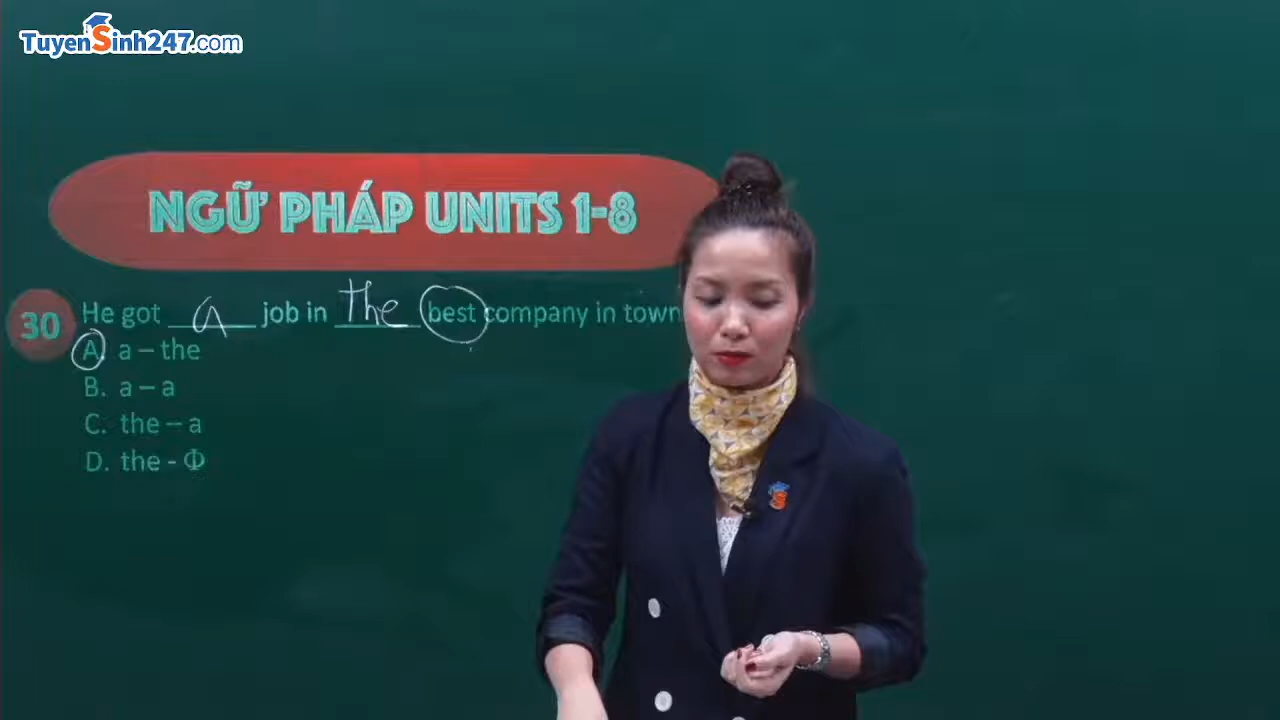 TuyenSinh247.com
NGỮ PHÁP UNITS 1-8
30 He got a job in the best company in town
A. a – the
B. a – a
C. the – a
D. the - Φ